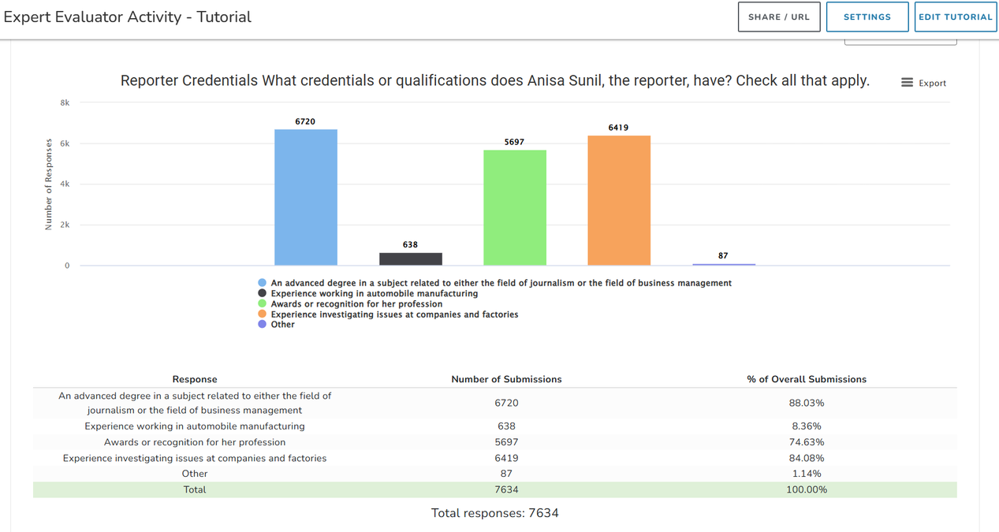 Expert Evaluator Activity - Tutorial
SHARE / URL
SETTINGS
EDIT TUTORIAL
Reporter Credentials What credentials or qualifications does Anisa Sunil, the reporter, have? Check all that apply.
Export
Number of Responses
8k
6k
4k
2k
0
6720
638
5697
6419
87
An advanced degree in a subject related to either the field of journalism or the field of business management
Experience working in automobile manufacturing
Awards or recognition for her profession
Experience investigating issues at companies and factories
Other
Response Number of Submissions % of Overall Submissions
An advanced degree in a subject related to either the field of
journalism or the field of business management 6720 88.03%
Experience working in automobile manufacturing 638 8.36%
Awards or recognition for her profession 5697 74.63%
Experience investigating issues at companies and factories 6419 84.08%
Other 87 1.14%
Total 7634 100.00%
Total responses: 7634